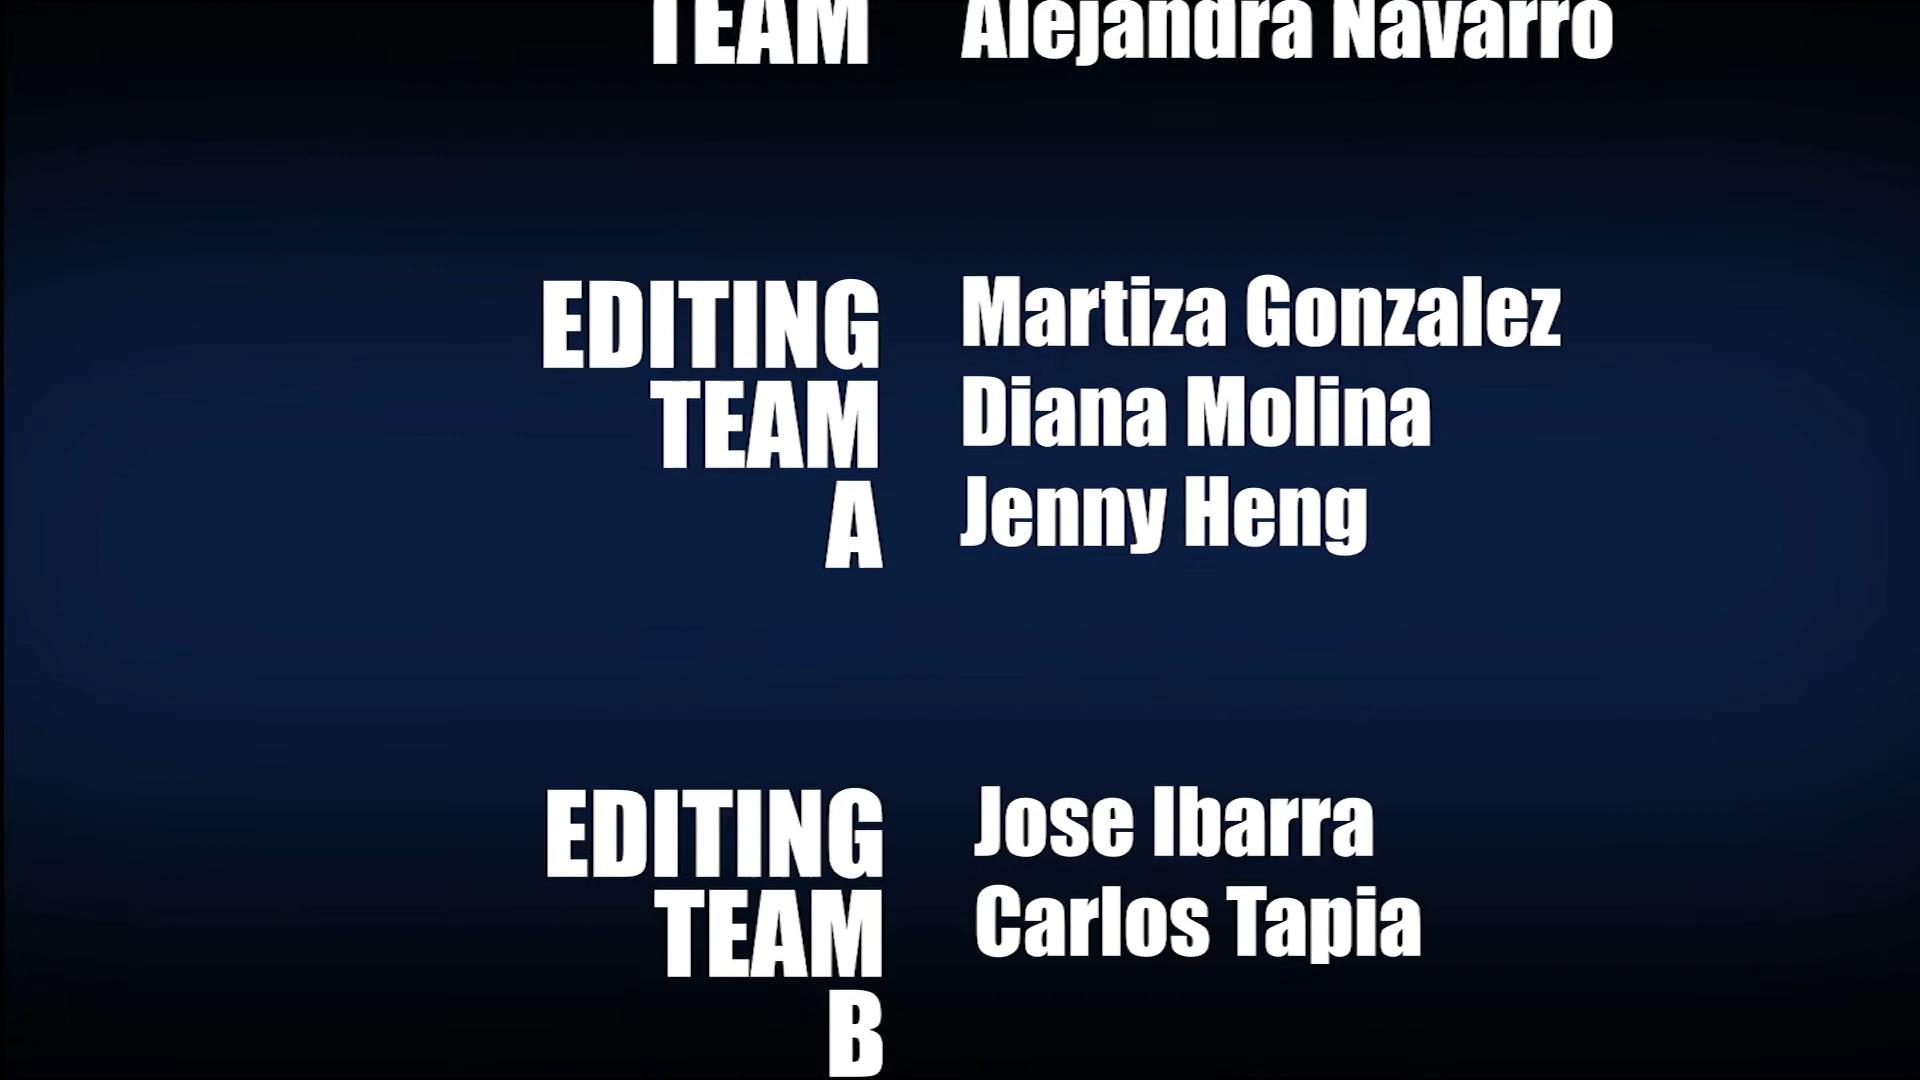 TEAM Alejandra Navarro
EDITING Martiza Gonzalez
TEAM Diana Molina
A Jenny Heng
EDITING Jose Ibarra
TEAM Carlos Tapia
B